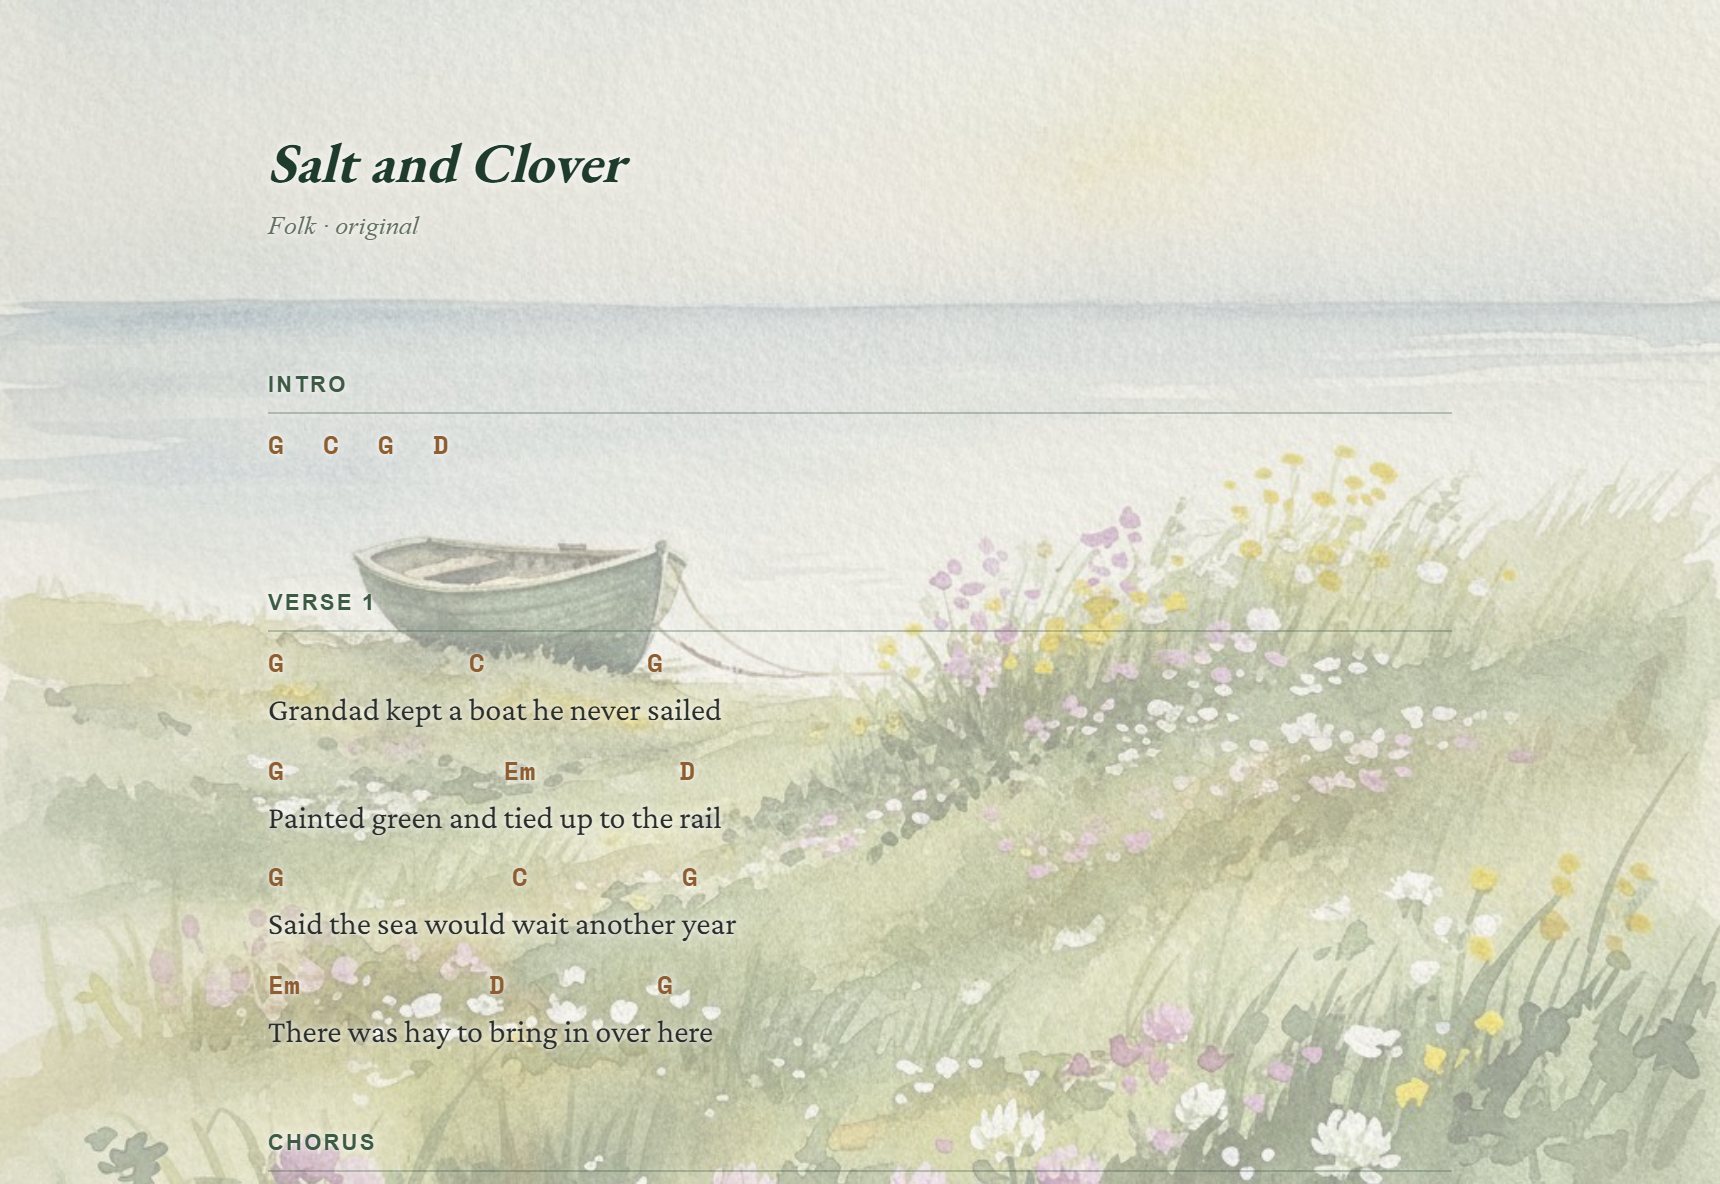 Salt and Clover
Folk · original
INTRO
G C G D
VERSE 1
G C G
Grandad kept a boat he never sailed
G Em D
Painted green and tied up to the rail
G C G
Said the sea would wait another year
Em D G
There was hay to bring in over here
CHORUS